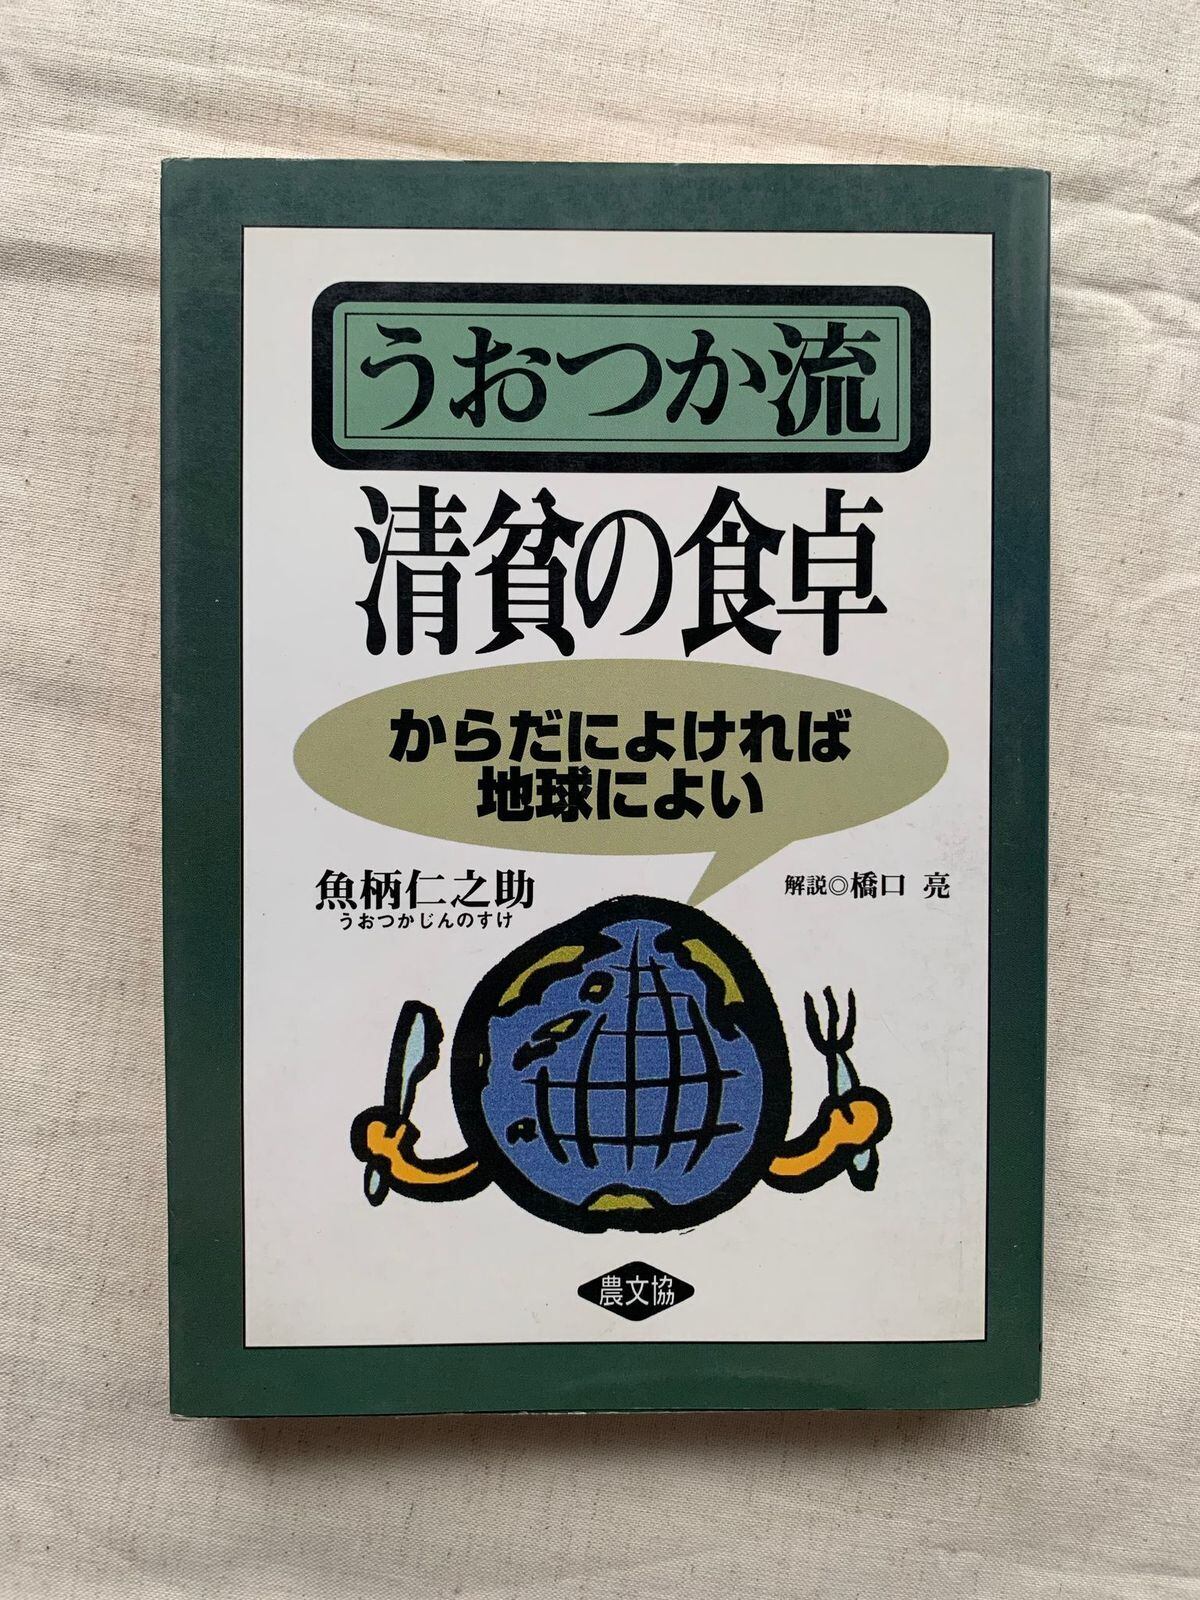 うおつか流
清貧の食卓
からだによければ
地球によい
魚柄仁之助
うおつかじんのすけ
解説◎橋口 亮
農文協